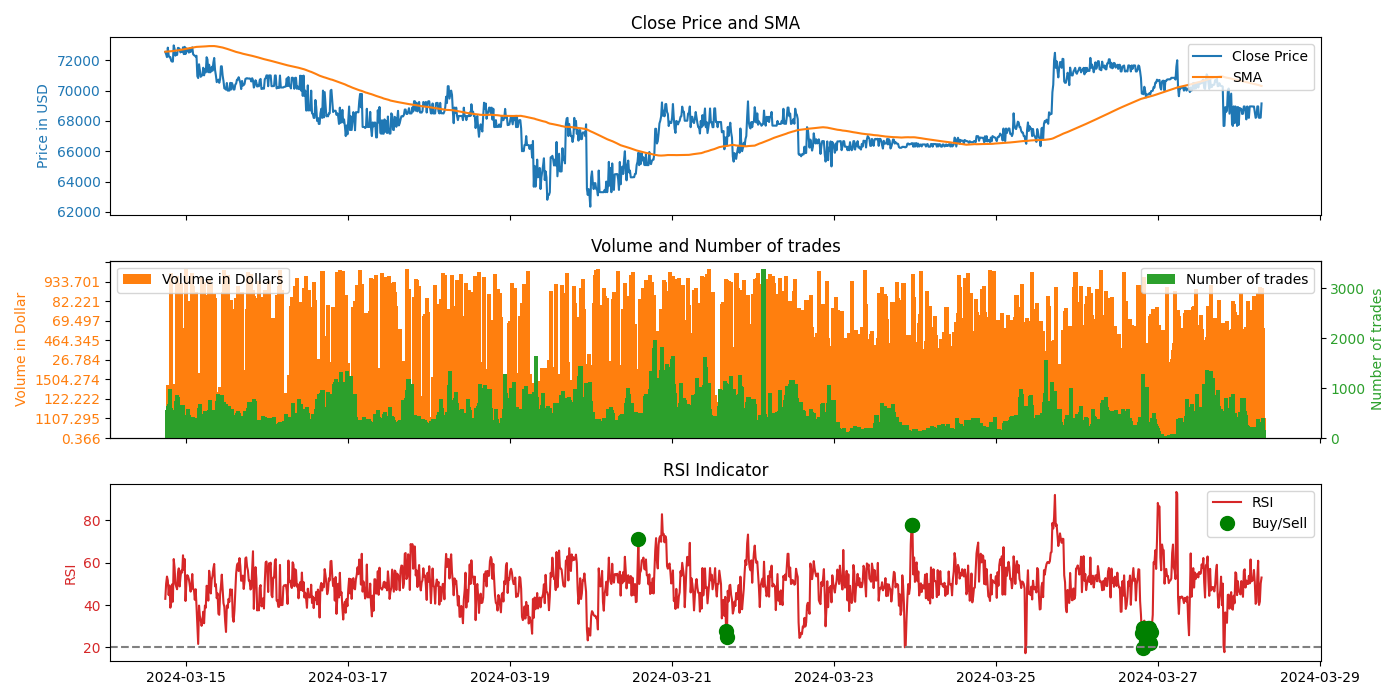 Close Price and SMA
Price in USD
72000
70000
68000
66000
64000
62000
Close Price
SMA
Volume and Number of trades
Volume in Dollar
933.701
82.221
69.497
464.345
26.784
1504.274
122.222
1107.295
0.366
Volume in Dollars
Number of trades
3000
2000
1000
0
Number of trades
RSI Indicator
RSI
80
60
40
20
RSI
Buy/Sell
2024-03-15 2024-03-17 2024-03-19 2024-03-21 2024-03-23 2024-03-25 2024-03-27 2024-03-29